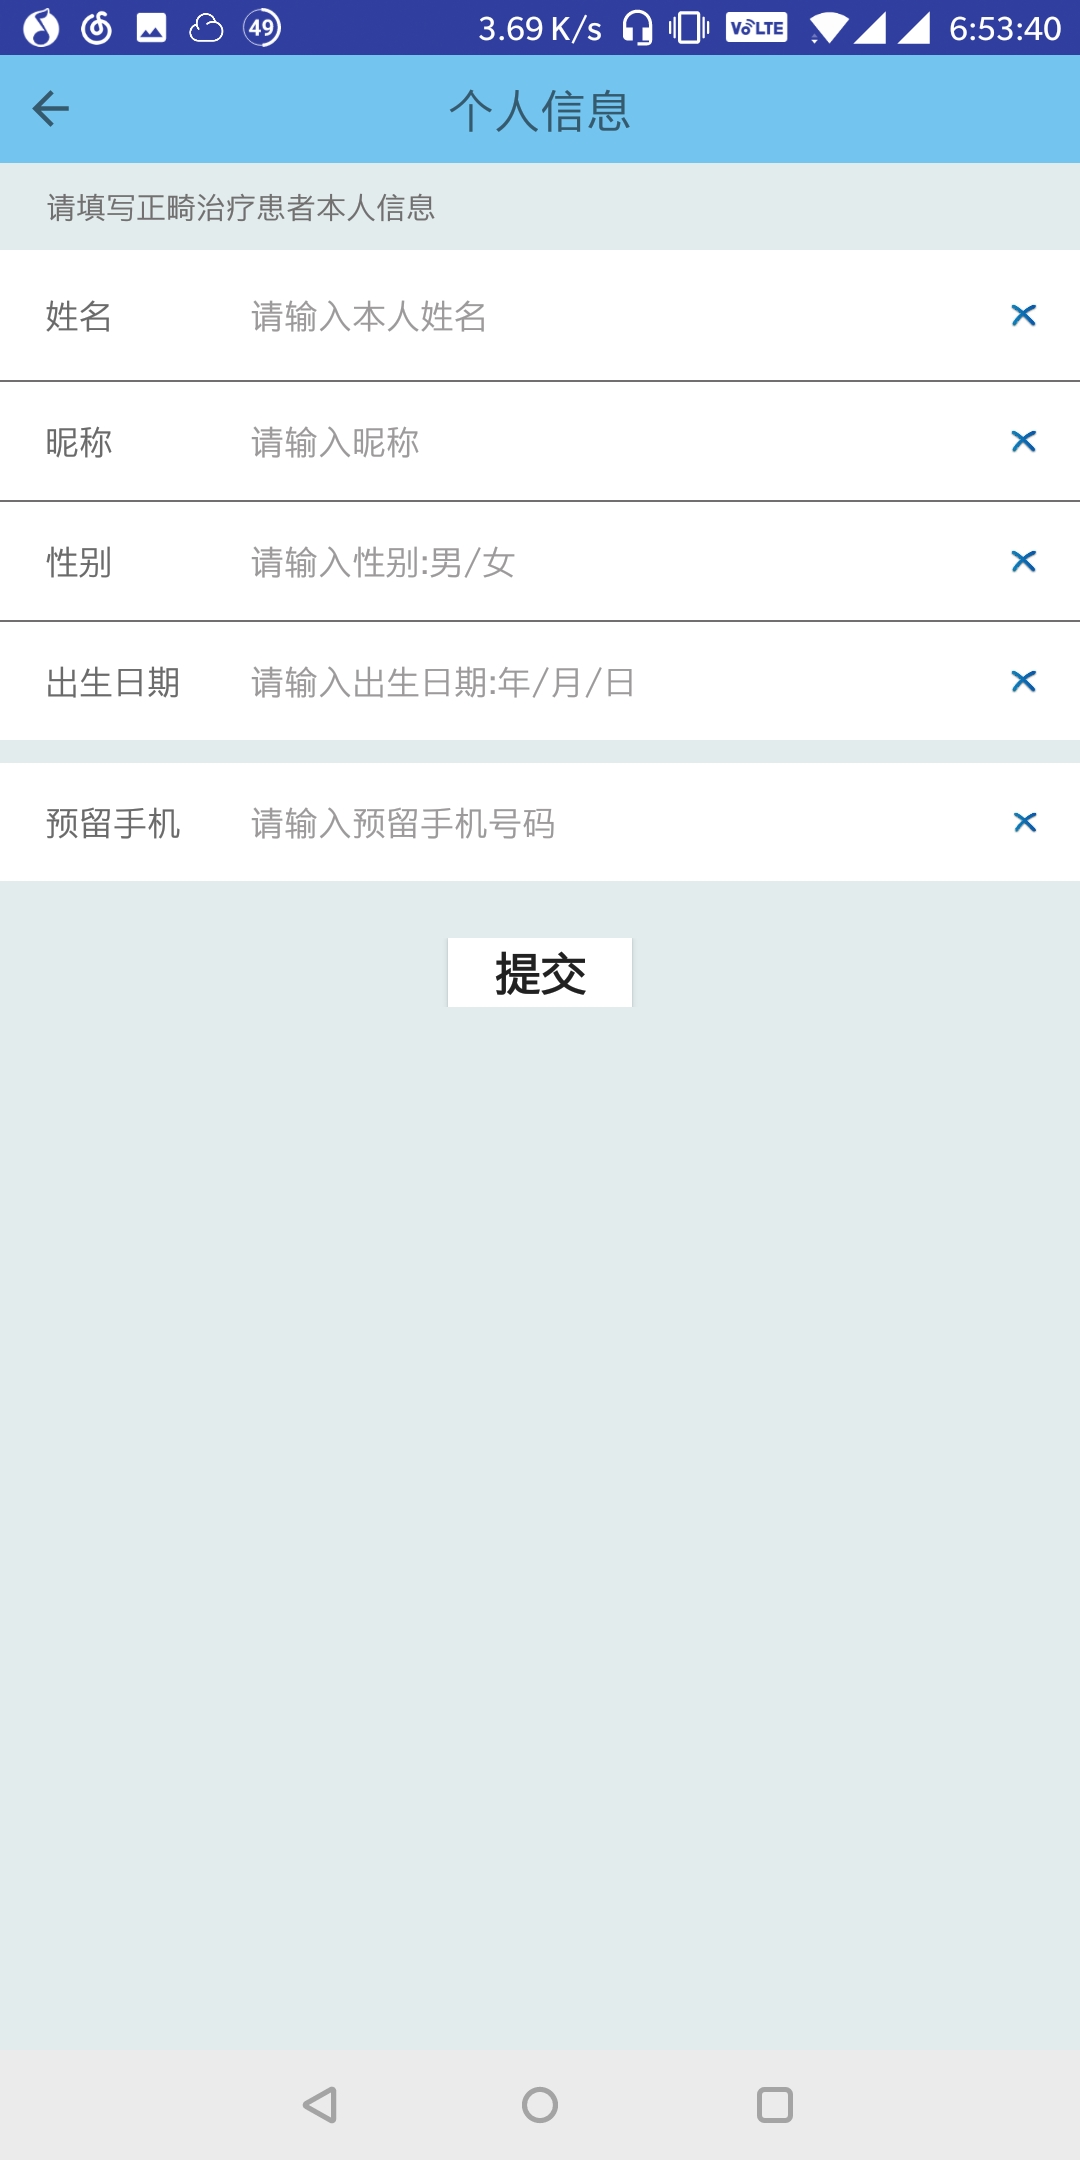 49 3.69 K/s VoLTE 6:53:40
个人信息
请填写正畸治疗患者本人信息
姓名 请输入本人姓名
昵称 请输入昵称
性别 请输入性别:男/女
出生日期 请输入出生日期:年/月/日
预留手机 请输入预留手机号码
提交